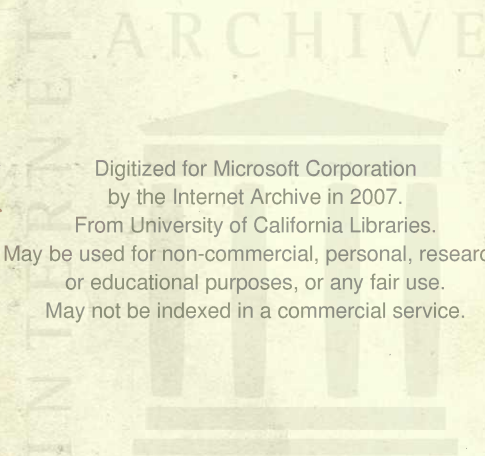 INTERNET
ARCHIVE
Digitized for Microsoft Corporation
by the Internet Archive in 2007.
From University of California Libraries.
May be used for non-commercial, personal, researc
or educational purposes, or any fair use.
May not be indexed in a commercial service.